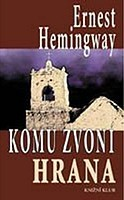 Ernest
Hemingway
KOMU ZVONÍ
HRANA
KNIŽNÍ KLUB